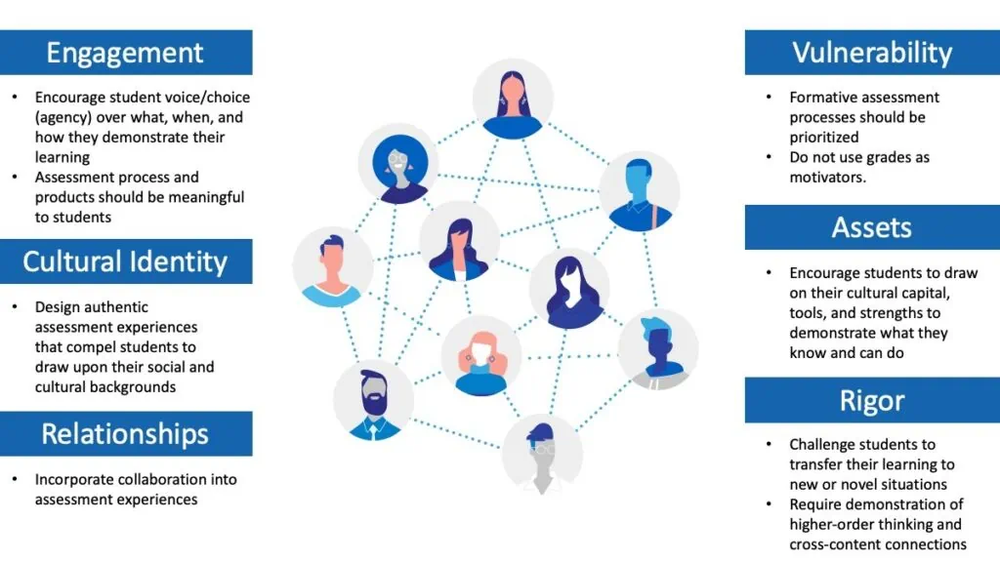 Engagement
• Encourage student voice/choice
(agency) over what, when, and
how they demonstrate their
learning
• Assessment process and
products should be meaningful
to students
Cultural Identity
• Design authentic
assessment experiences
that compel students to
draw upon their social and
cultural backgrounds
Relationships
• Incorporate collaboration into
assessment experiences
Vulnerability
• Formative assessment
processes should be
prioritized
• Do not use grades as
motivators.
Assets
• Encourage students to draw
on their cultural capital,
tools, and strengths to
demonstrate what they
know and can do
Rigor
• Challenge students to
transfer their learning to
new or novel situations
• Require demonstration of
higher-order thinking and
cross-content connections